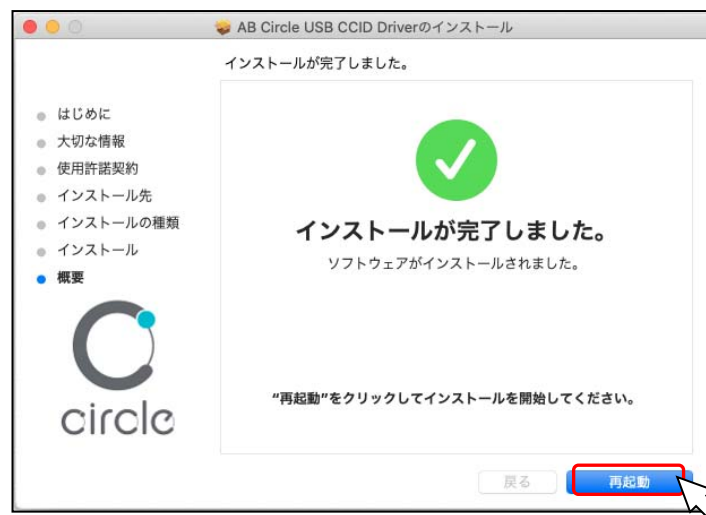 AB Circle USB CCID Driverのインストール
インストールが完了しました。
はじめに
大切な情報
使用許諾契約
インストール先
インストールの種類
インストール
概要
circle
インストールが完了しました。
ソフトウェアがインストールされました。
“再起動”をクリックしてインストールを開始してください。
戻る
再起動